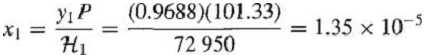 x₁ = y₁P / ℋ₁ = (0.9688)(101.33) / 72 950 = 1.35 × 10⁻⁵